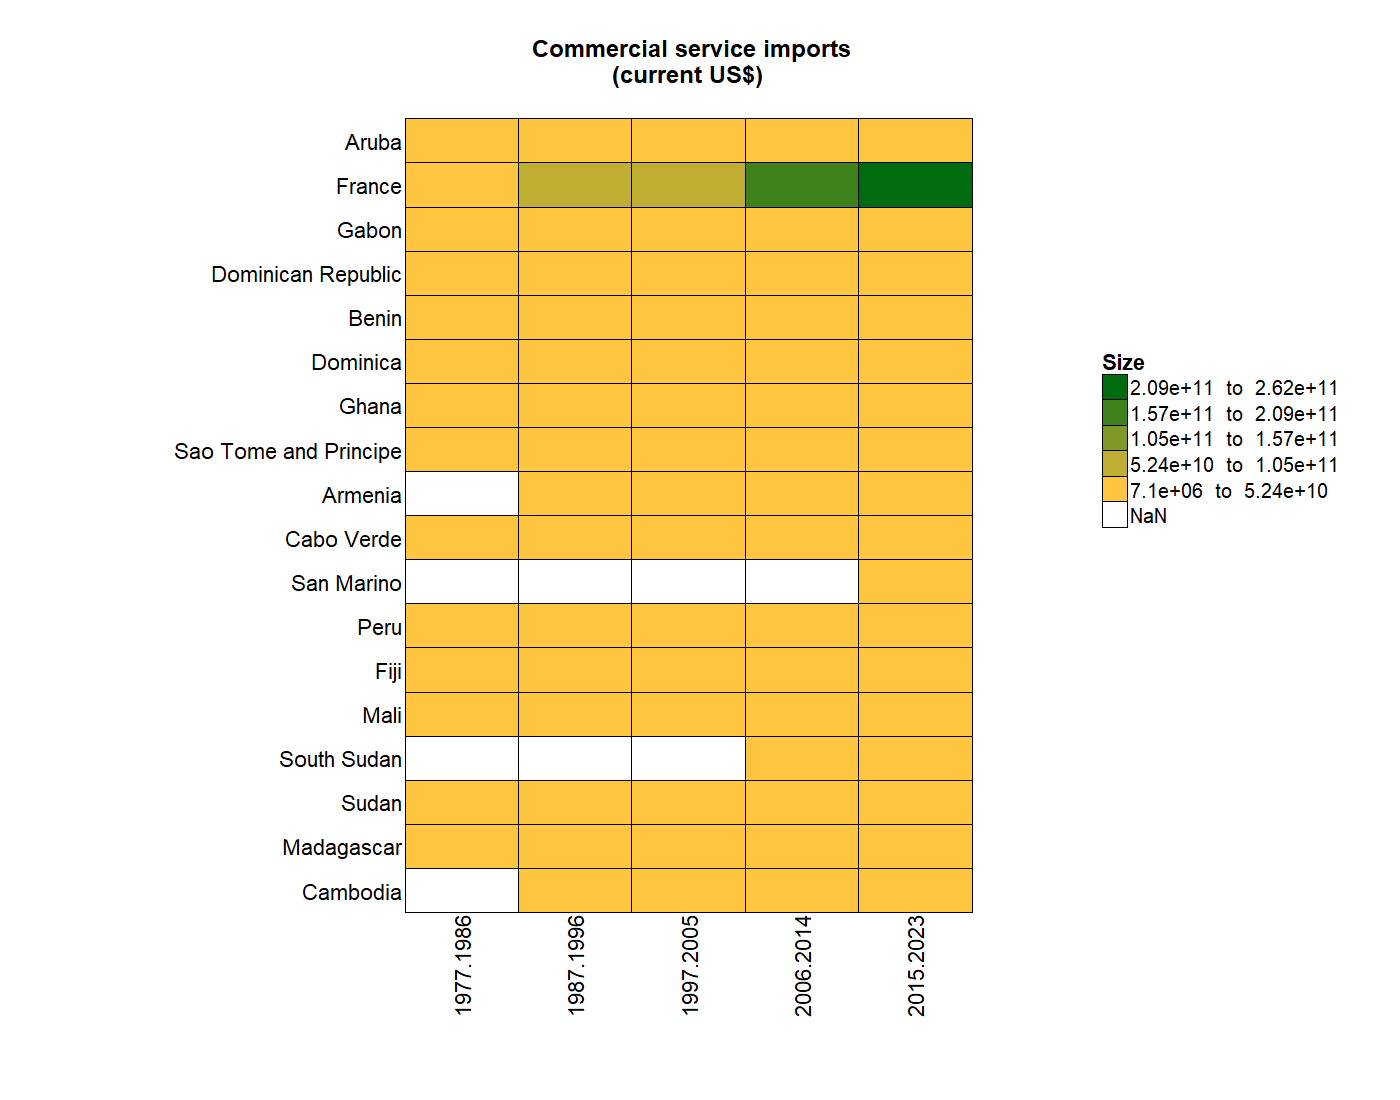 Commercial service imports
(current US$)
Aruba
France
Gabon
Dominican Republic
Benin
Dominica
Ghana
Sao Tome and Principe
Armenia
Cabo Verde
San Marino
Peru
Fiji
Mali
South Sudan
Sudan
Madagascar
Cambodia
1977.1986
1987.1996
1997.2005
2006.2014
2015.2023
Size
2.09e+11 to 2.62e+11
1.57e+11 to 2.09e+11
1.05e+11 to 1.57e+11
5.24e+10 to 1.05e+11
7.1e+06 to 5.24e+10
NaN